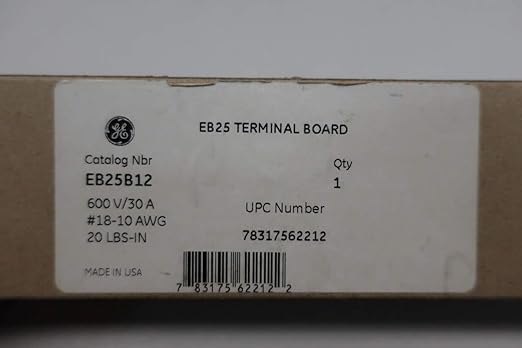 EB25 TERMINAL BOARD
GE
Catalog Nbr
EB25B12
Qty
1
600 V/30 A
#18-10 AWG
20 LBS-IN
UPC Number
78317562212
MADE IN USA
7 83175 62212 2